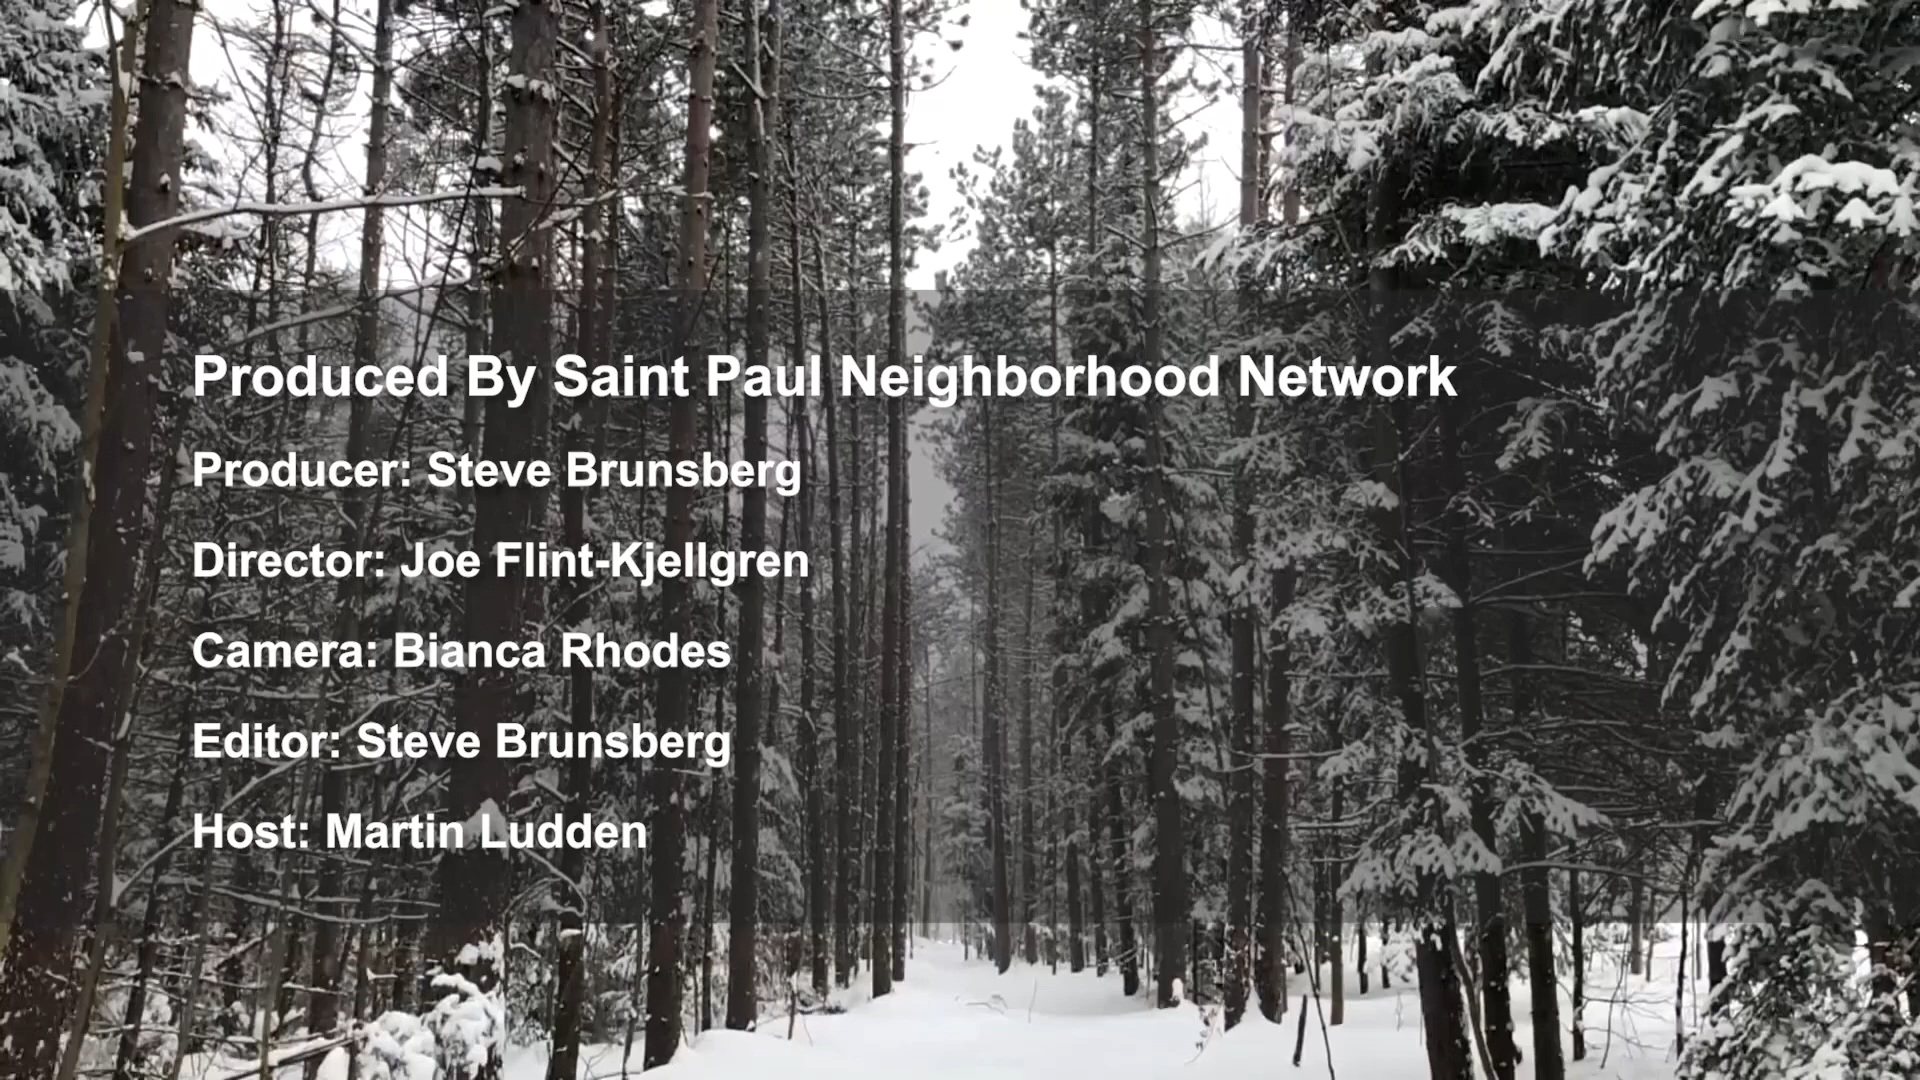 Produced By Saint Paul Neighborhood Network
Producer: Steve Brunsberg
Director: Joe Flint-Kjellgren
Camera: Bianca Rhodes
Editor: Steve Brunsberg
Host: Martin Ludden